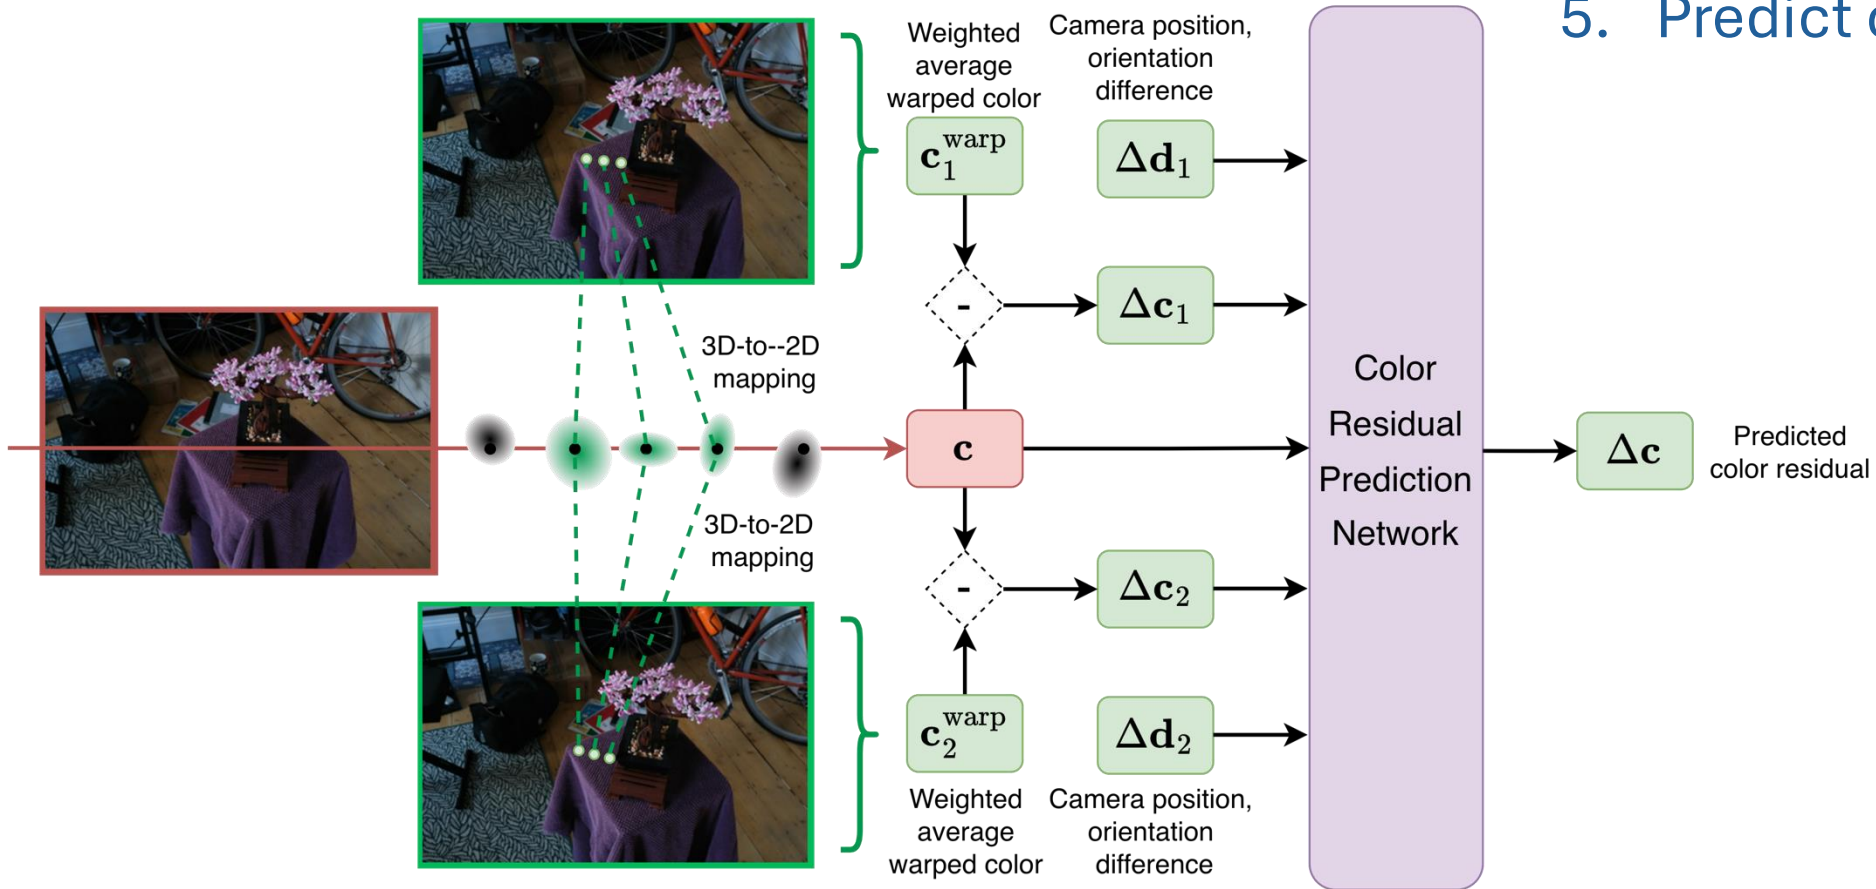 5. Predict
Weighted
average
warped color
Camera position,
orientation
difference
c₁^warp
Δd₁
-
Δc₁
3D-to--2D
mapping
c
3D-to-2D
mapping
-
Δc₂
c₂^warp
Δd₂
Weighted
average
warped color
Camera position,
orientation
difference
Color
Residual
Prediction
Network
Δc
Predicted
color residual